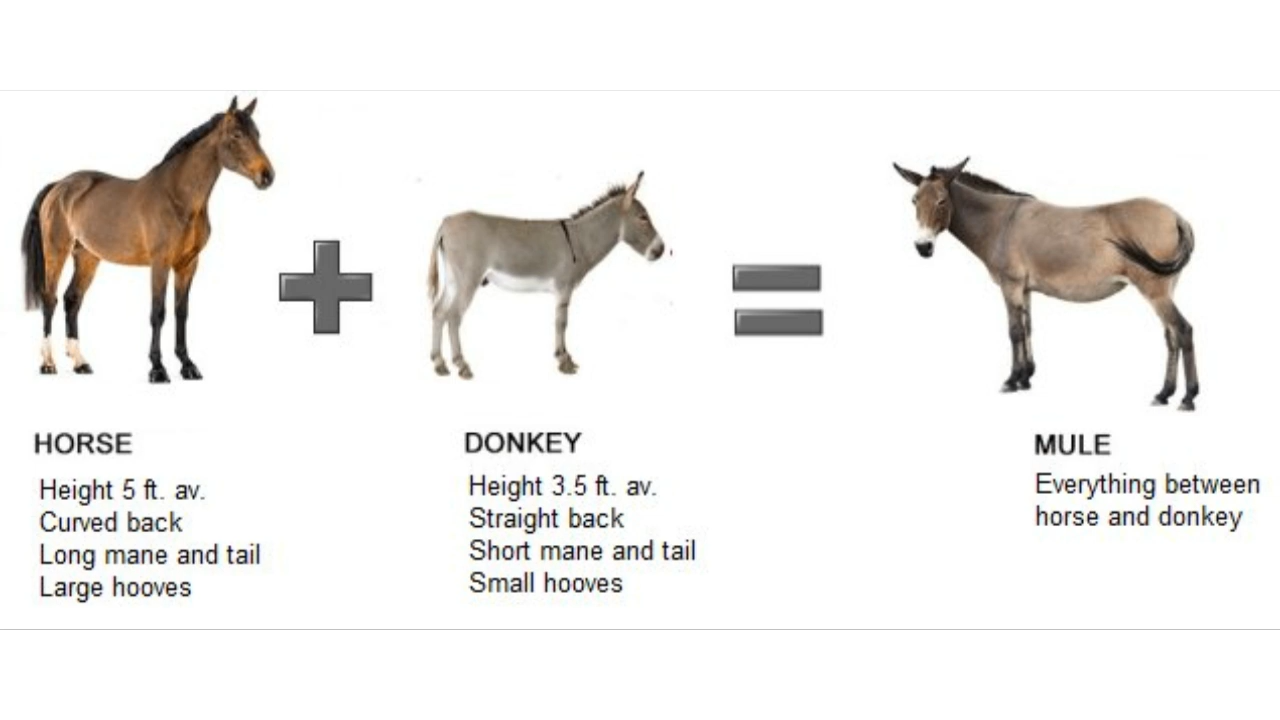 HORSE
Height 5 ft. av.
Curved back
Long mane and tail
Large hooves
DONKEY
Height 3.5 ft. av.
Straight back
Short mane and tail
Small hooves
MULE
Everything between
horse and donkey